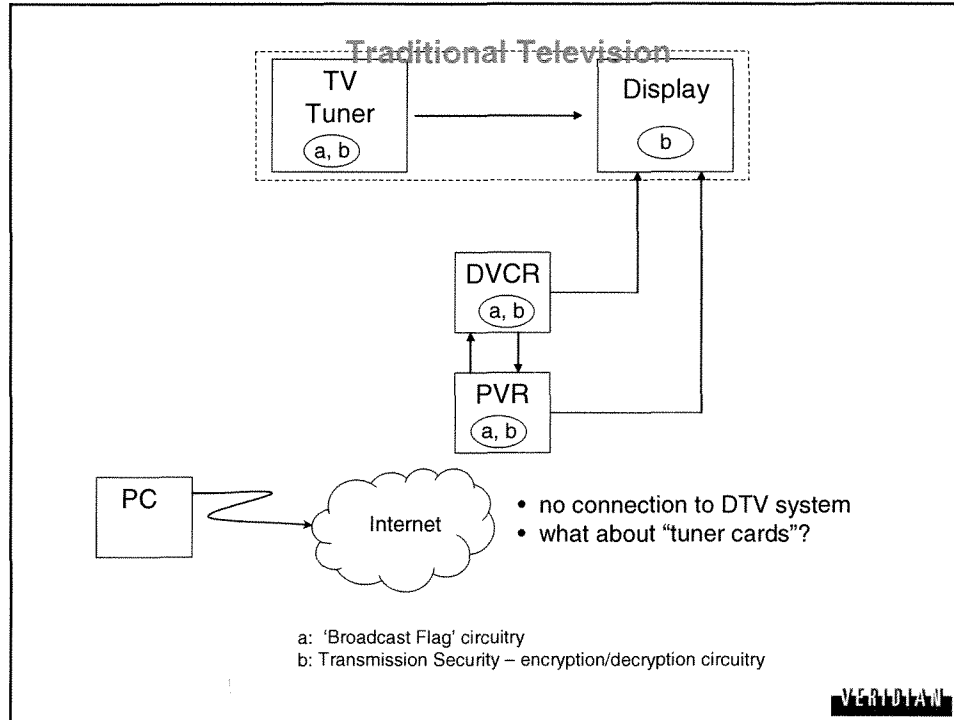 Traditional Television
TV
Tuner
a, b
Display
b
DVCR
a, b
PVR
a, b
PC
Internet
• no connection to DTV system
• what about “tuner cards”?
a: ‘Broadcast Flag’ circuitry
b: Transmission Security – encryption/decryption circuitry
VERIDIAN